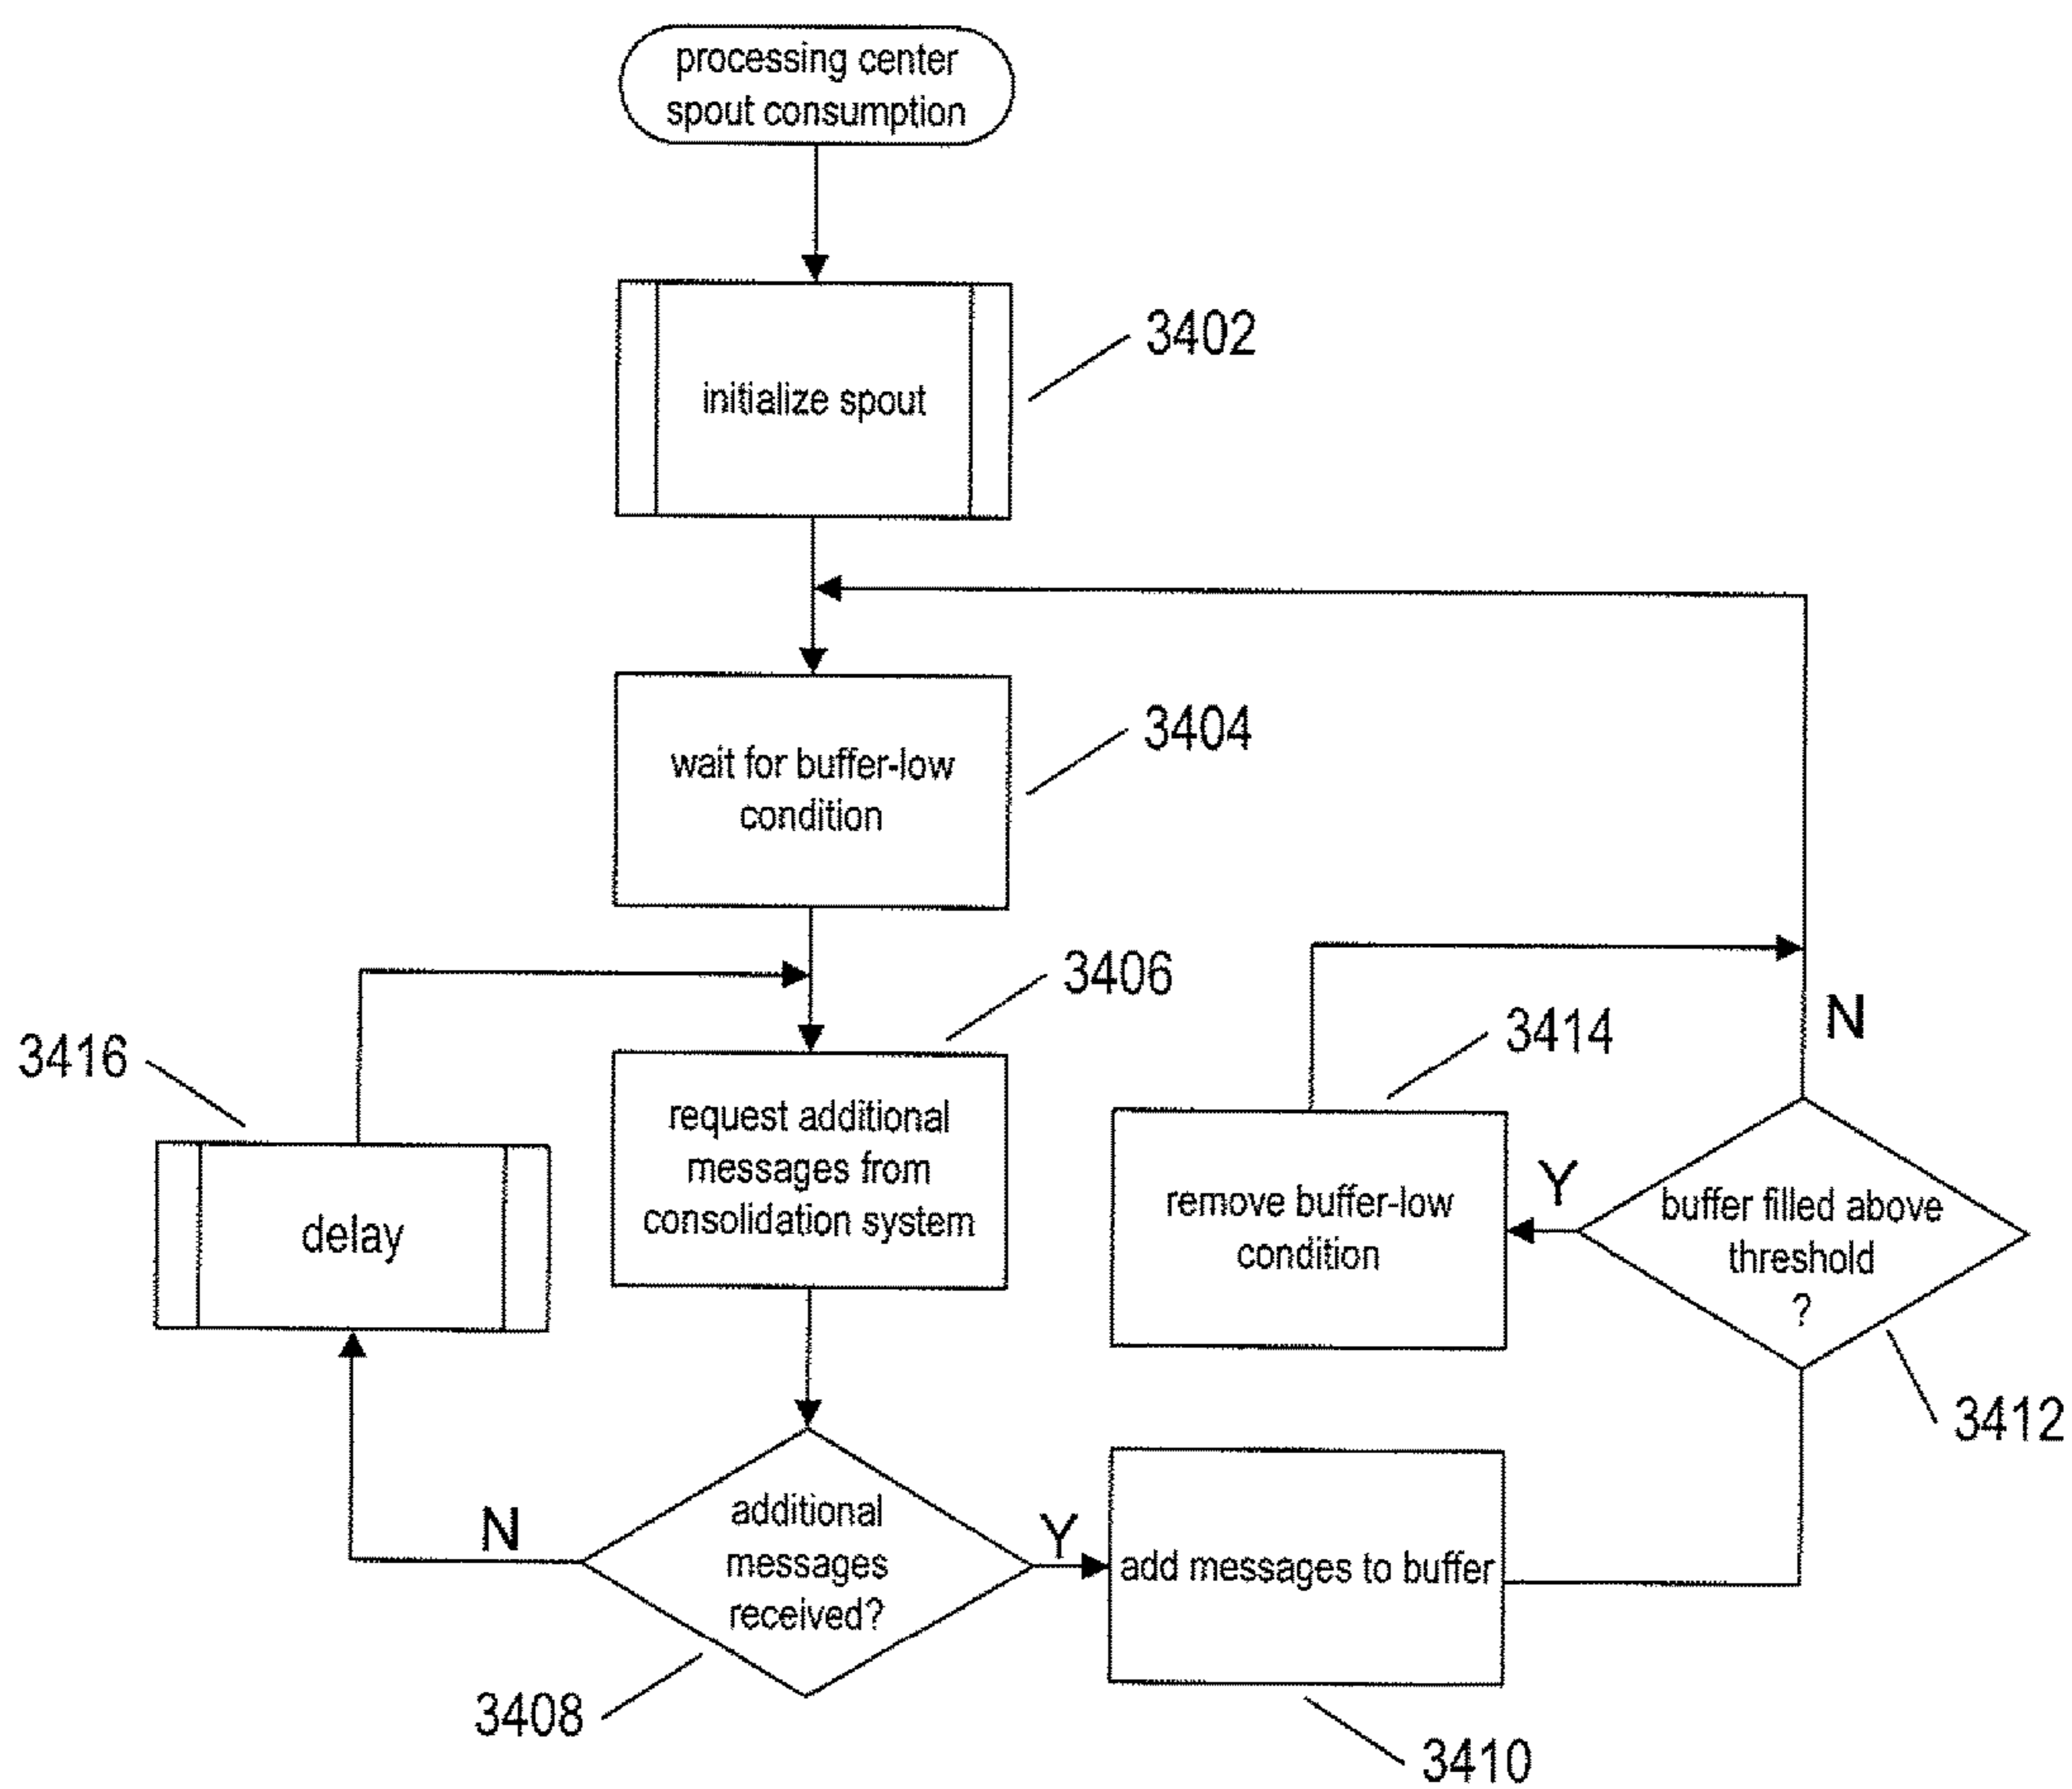 processing center
spout consumption
3402
initialize spout
3404
wait for buffer-low
condition
3406
3416
request additional
messages from
consolidation system
delay
3414
N
remove buffer-low
condition
Y
buffer filled above
threshold
?
3412
N
additional
messages
received?
Y
add messages to buffer
3408
3410